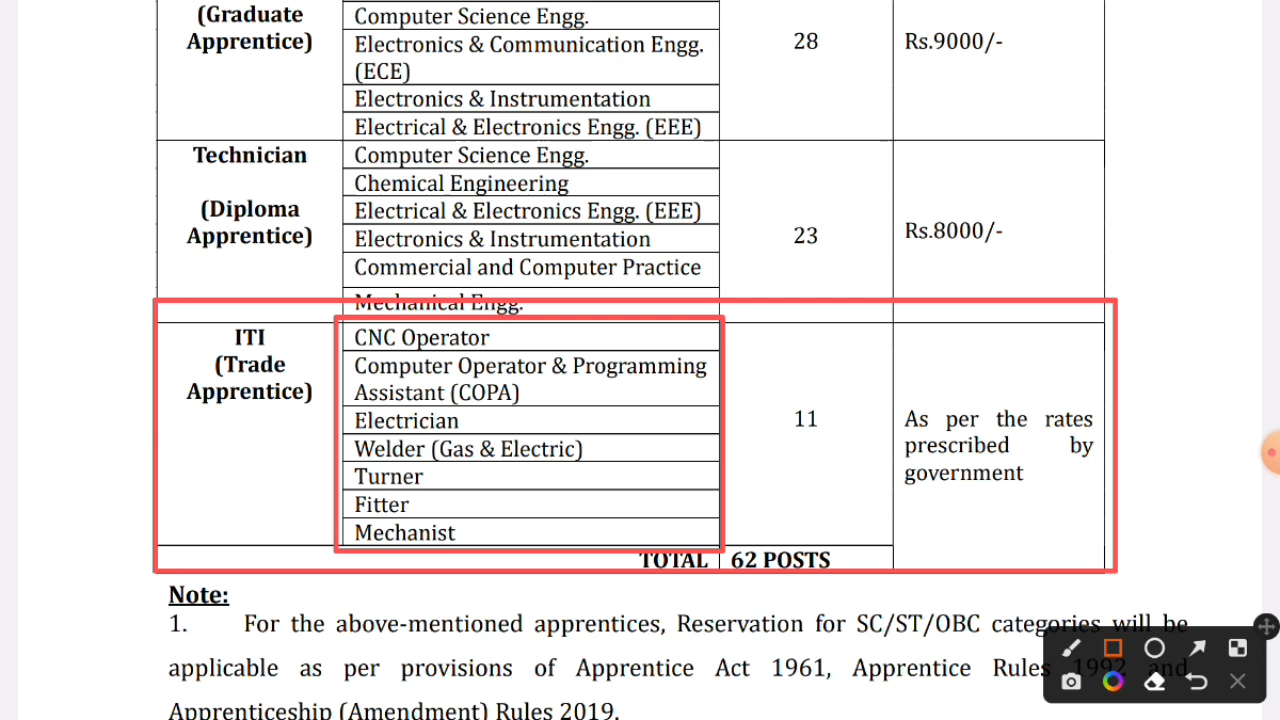 (Graduate
Apprentice)
Computer Science Engg.
Electronics & Communication Engg.
(ECE)
Electronics & Instrumentation
Electrical & Electronics Engg. (EEE)
28
Rs.9000/-
Technician
(Diploma
Apprentice)
Computer Science Engg.
Chemical Engineering
Electrical & Electronics Engg. (EEE)
Electronics & Instrumentation
Commercial and Computer Practice
Mechanical Engg.
23
Rs.8000/-
ITI
(Trade
Apprentice)
CNC Operator
Computer Operator & Programming
Assistant (COPA)
Electrician
Welder (Gas & Electric)
Turner
Fitter
Mechanist
11
As per the rates
prescribed by
government
TOTAL 62 POSTS
Note:
1. For the above-mentioned apprentices, Reservation for SC/ST/OBC categories will be
applicable as per provisions of Apprentice Act 1961, Apprentice Rules 1992 and
Apprenticeship (Amendment) Rules 2019.